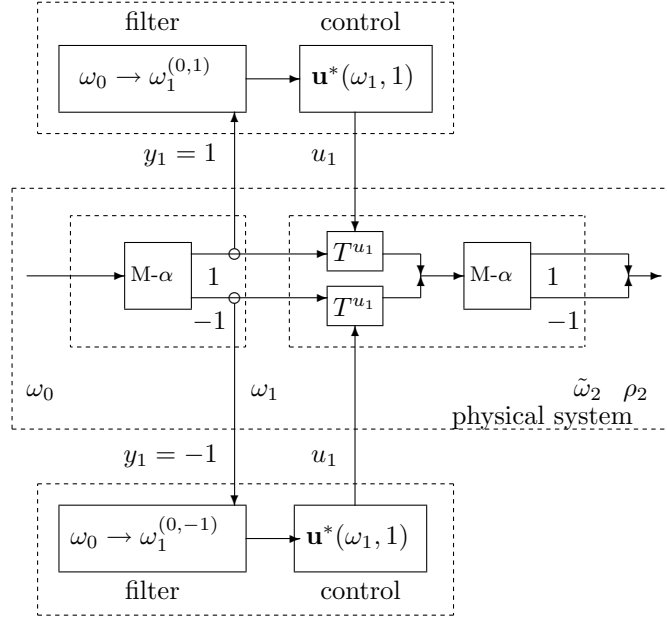 filter control
ω₀ → ω₁^(0,1) u*(ω₁, 1)
y₁ = 1 u₁
T^u₁
M-α 1 M-α 1
T^u₁
−1 −1
ω₀ ω₁ ω̃₂ ρ₂
physical system
y₁ = −1 u₁
ω₀ → ω₁^(0,−1) u*(ω₁, 1)
filter control